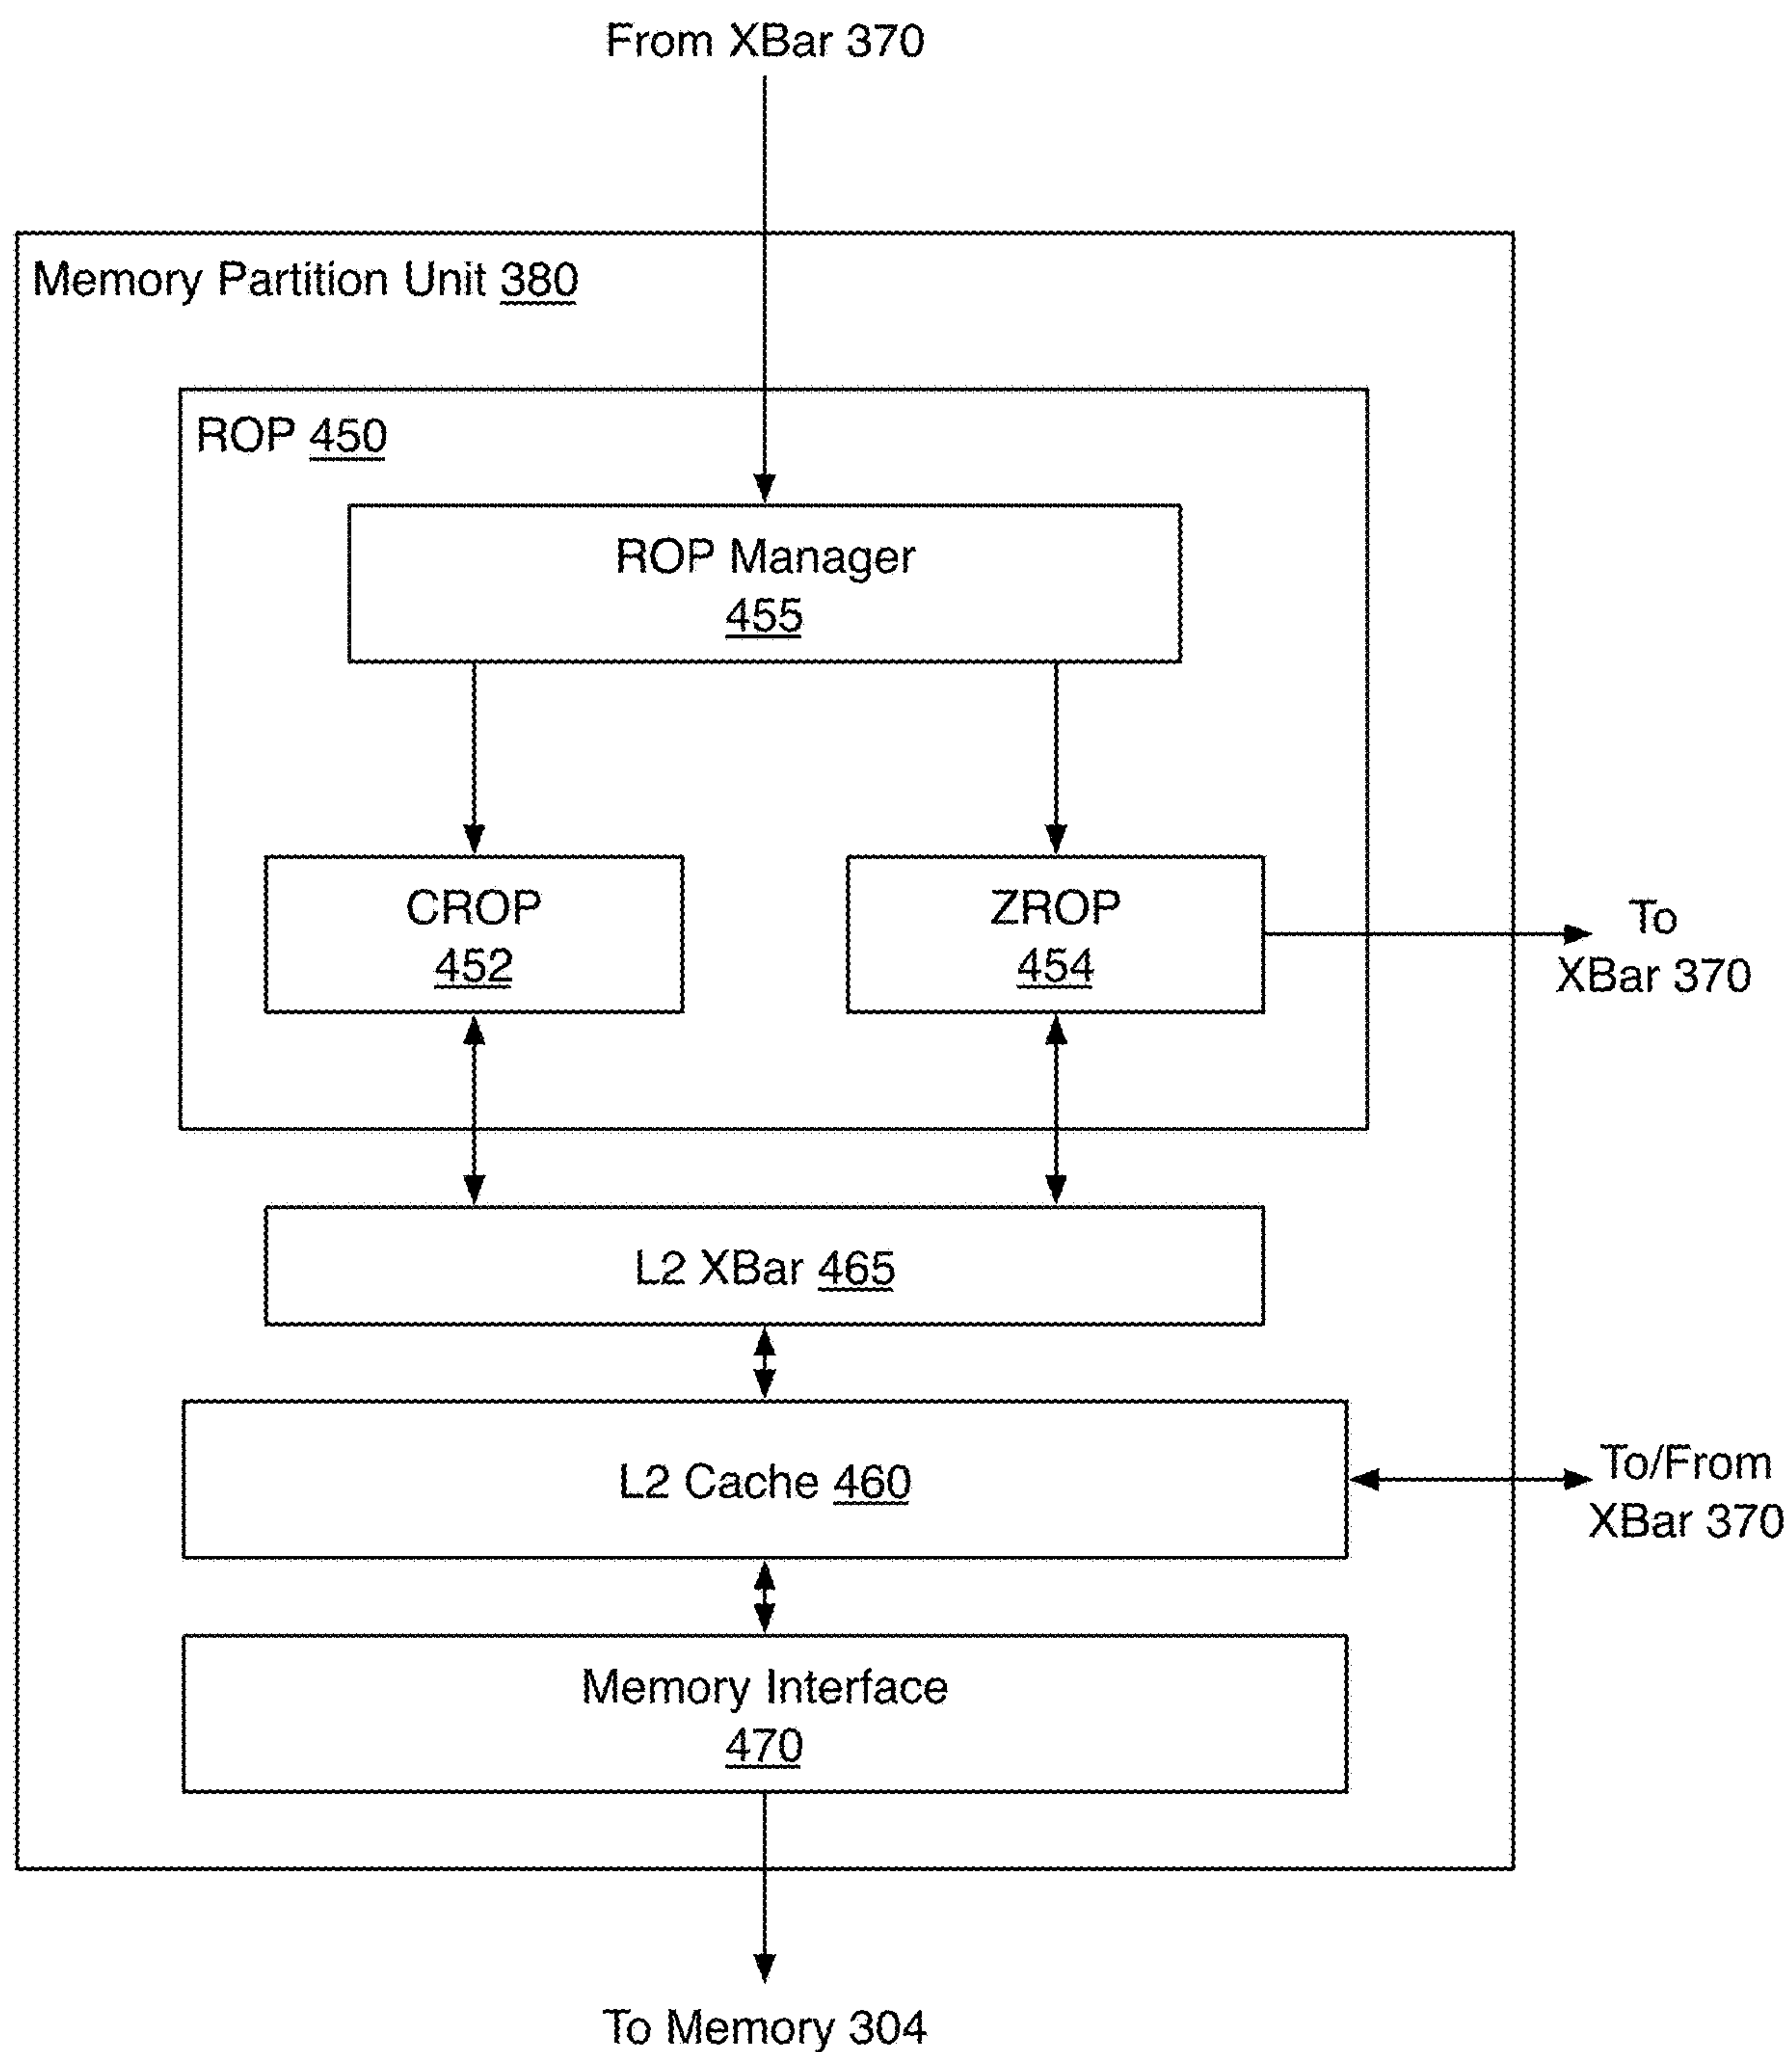 From XBar 370
Memory Partition Unit 380
ROP 450
ROP Manager
455
CROP
452
ZROP
454
To
XBar 370
L2 XBar 465
L2 Cache 460
To/From
XBar 370
Memory Interface
470
To Memory 304